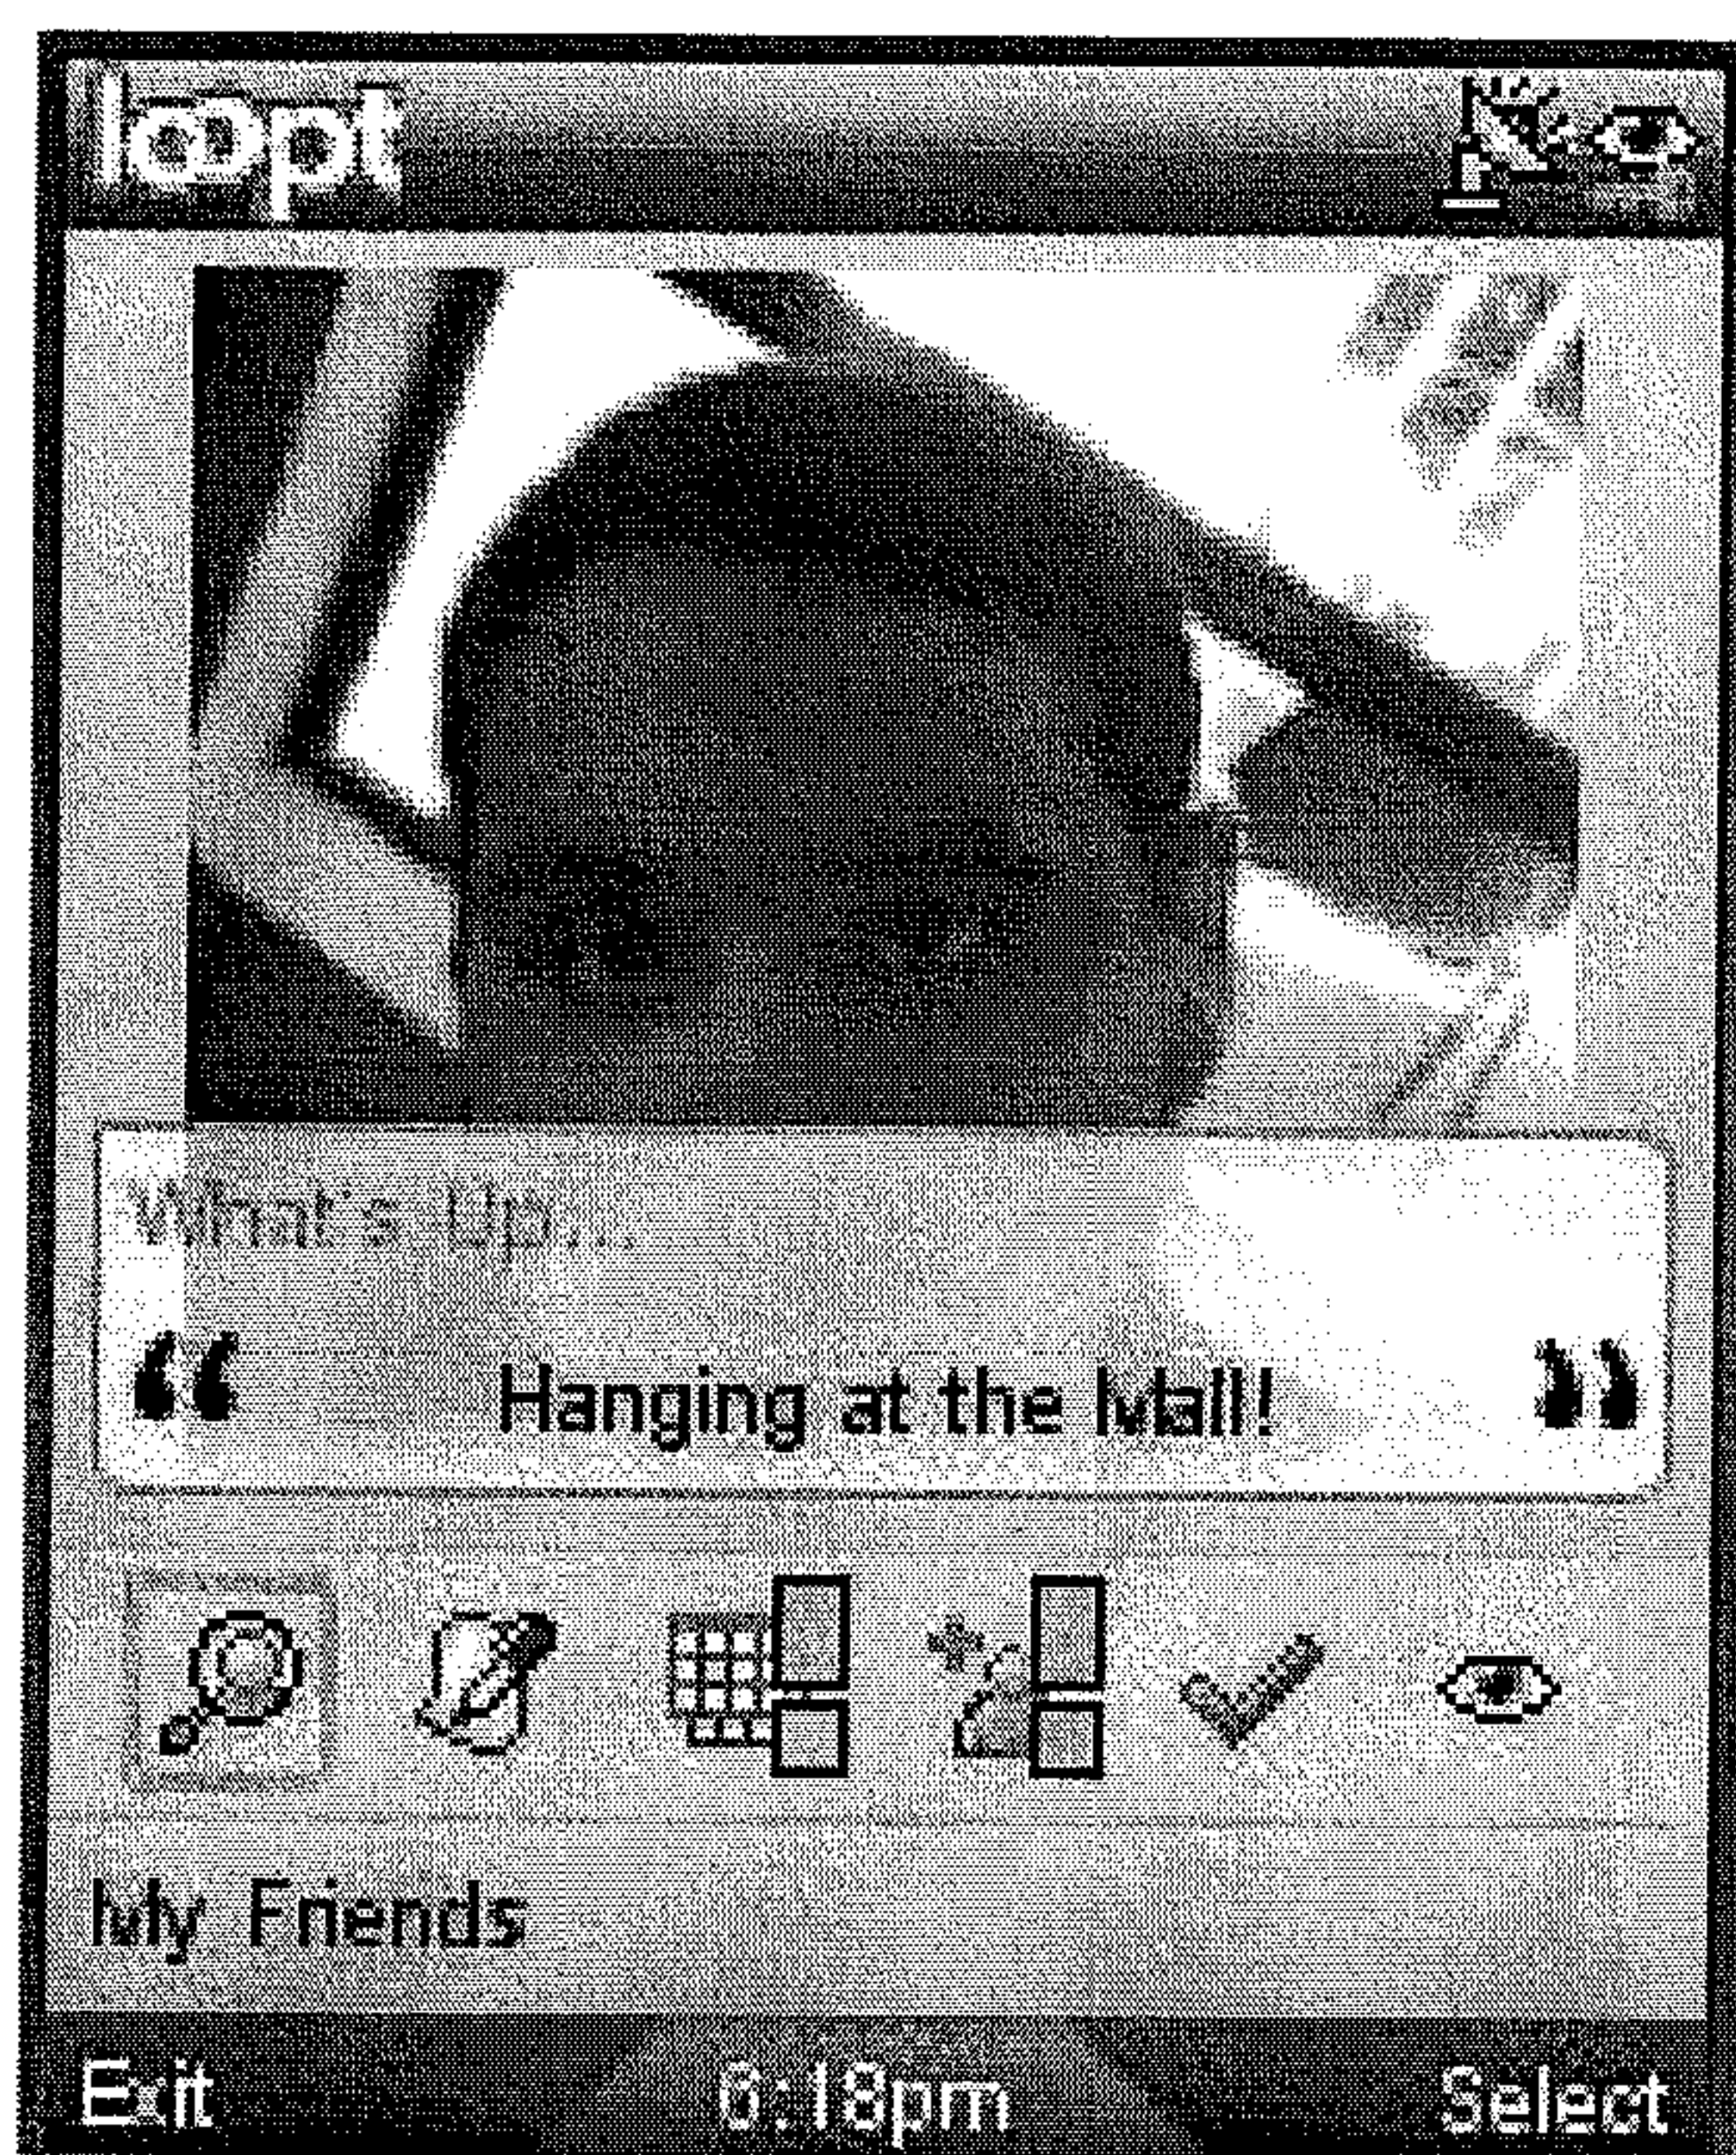 loopt
What's Up...
“ Hanging at the Mall! ”
My Friends
Exit 6:18pm Select